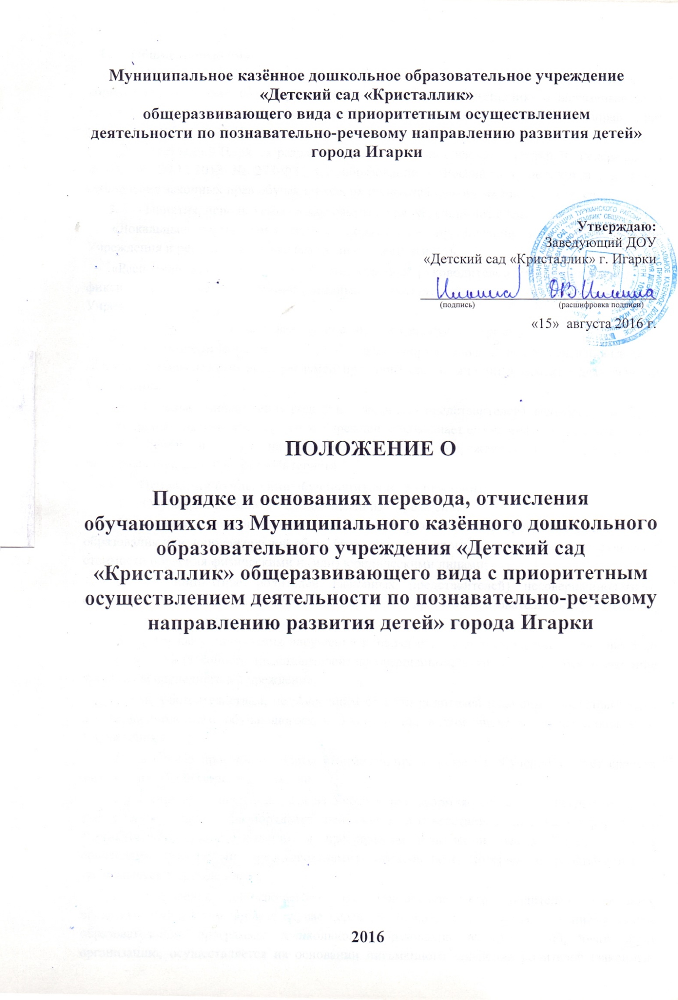 Муниципальное казённое дошкольное образовательное учреждение
«Детский сад «Кристаллик»
общеразвивающего вида с приоритетным осуществлением
деятельности по познавательно-речевому направлению развития детей»
города Игарки
Утверждаю:
Заведующий ДОУ
«Детский сад «Кристаллик» г. Игарки
(подпись) (расшифровка подписи)
«15» августа 2016 г.
ПОЛОЖЕНИЕ О
Порядке и основаниях перевода, отчисления
обучающихся из Муниципального казённого дошкольного
образовательного учреждения «Детский сад
«Кристаллик» общеразвивающего вида с приоритетным
осуществлением деятельности по познавательно-речевому
направлению развития детей» города Игарки
2016